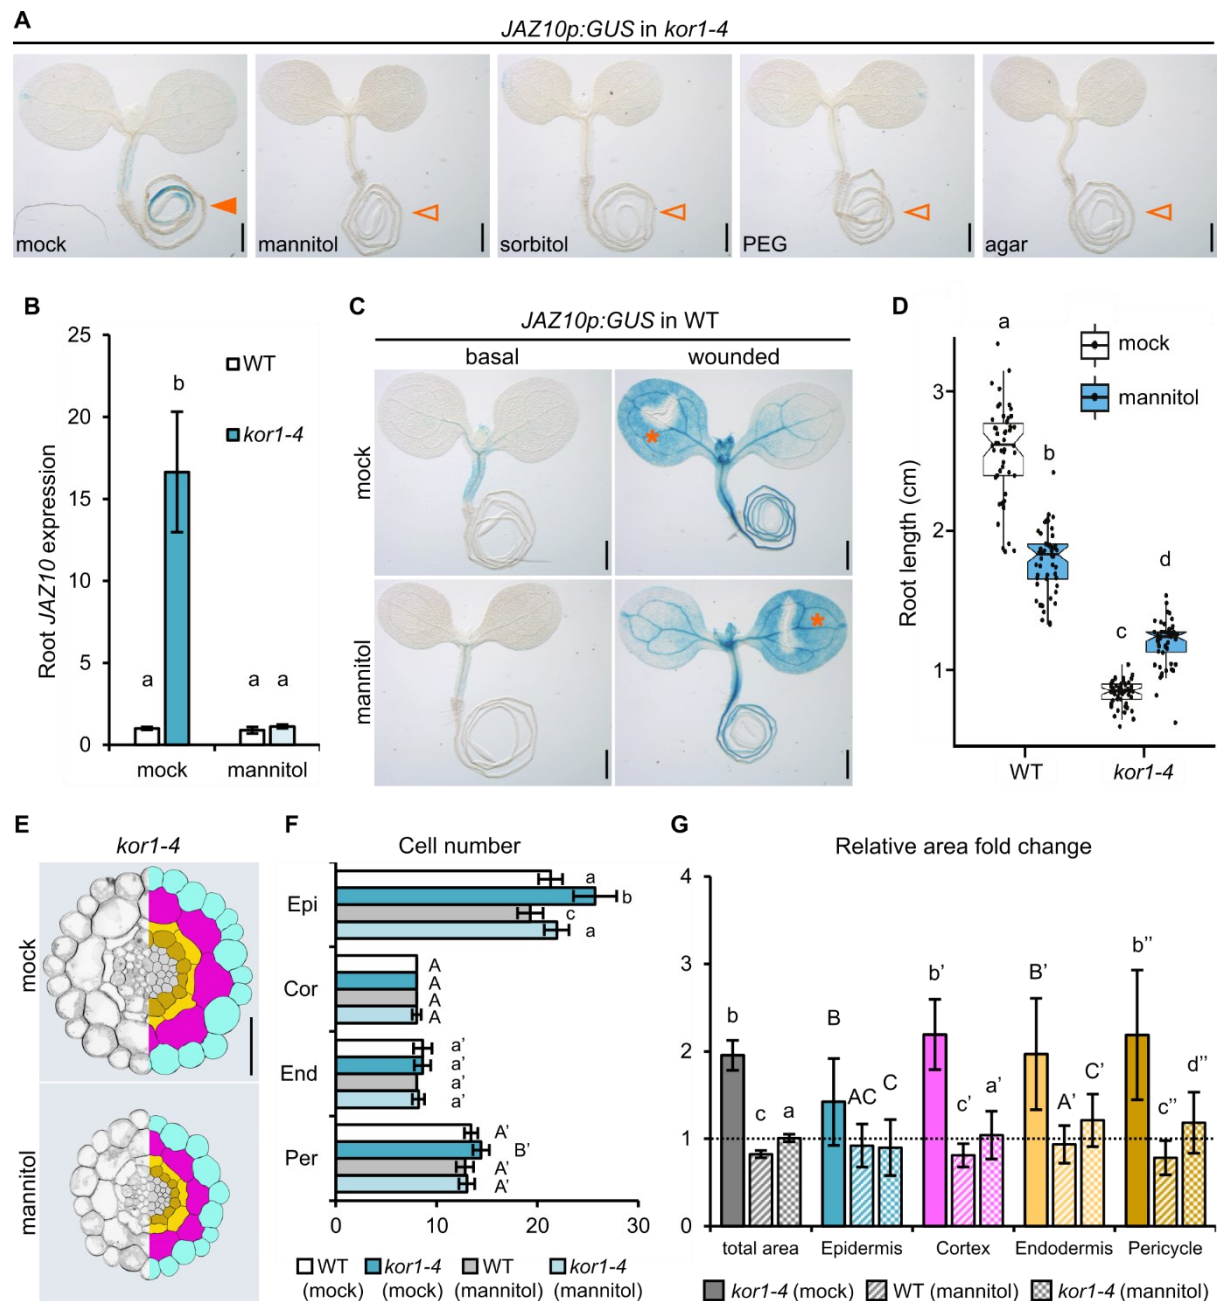 A
JAZ10p:GUS in kor1-4
mock
mannitol
sorbitol
PEG
agar
B
Root JAZ10 expression
25
20
15
10
5
0
WT
kor1-4
a
b
a
a
mock
mannitol
C
JAZ10p:GUS in WT
basal
wounded
mock
mannitol
*
*
D
Root length (cm)
3
2
1
mock
mannitol
a
b
c
d
WT
kor1-4
E
kor1-4
mock
mannitol
F
Cell number
Epi
a
b
c
a
Cor
A
A
A
A
End
a’
a’
a’
a’
Per
A’
B’
A’
A’
0
10
20
30
WT (mock)
kor1-4 (mock)
WT (mannitol)
kor1-4 (mannitol)
G
Relative area fold change
4
3
2
1
0
b
c
a
B
AC
C
b’
c’
a’
B’
A’
C’
b’’
c’’
d’’
total area
Epidermis
Cortex
Endodermis
Pericycle
kor1-4 (mock)
WT (mannitol)
kor1-4 (mannitol)